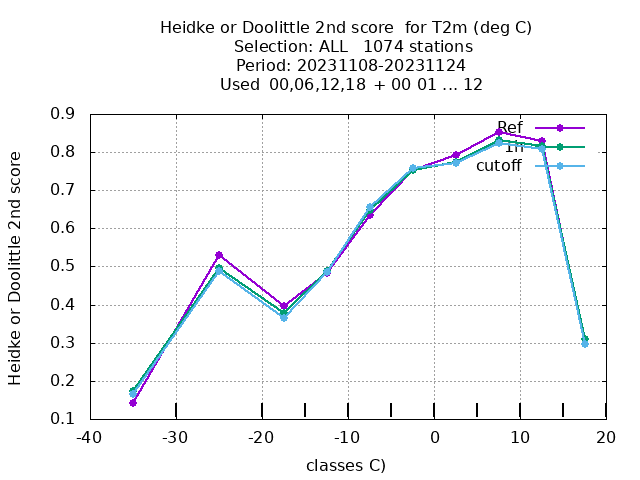 Heidke or Doolittle 2nd score  for T2m (deg C)
Selection: ALL   1074 stations
Period: 20231108-20231124
Used  00,06,12,18  + 00 01 ... 12
Heidke or Doolittle 2nd score
0.9
0.8
0.7
0.6
0.5
0.4
0.3
0.2
0.1
Ref
1h
cutoff
-40 -30 -20 -10 0 10 20
classes C)